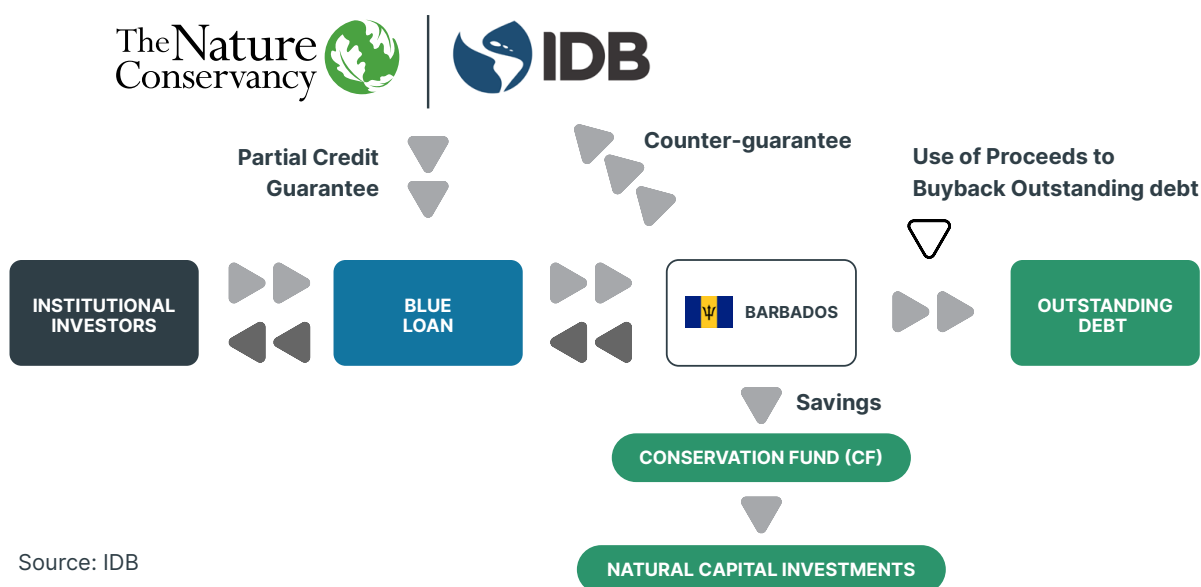 The Nature
Conservancy
IDB
Partial Credit
Guarantee
Counter-guarantee
Use of Proceeds to
Buyback Outstanding debt
INSTITUTIONAL
INVESTORS
BLUE
LOAN
BARBADOS
OUTSTANDING
DEBT
Savings
CONSERVATION FUND (CF)
NATURAL CAPITAL INVESTMENTS
Source: IDB